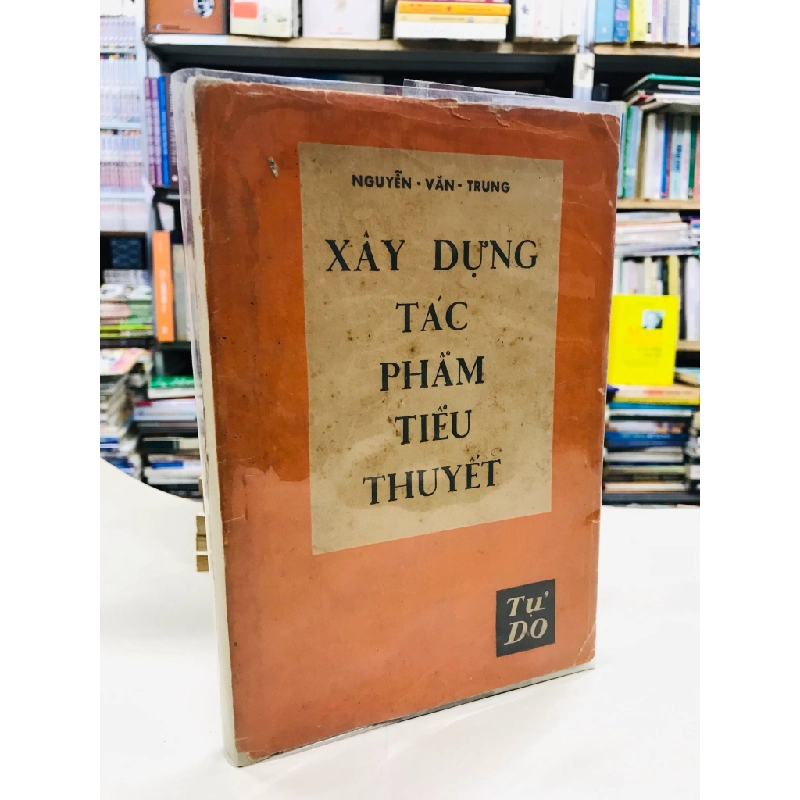 NGUYỄN - VĂN - TRUNG
XÂY DỰNG
TÁC
PHẨM
TIỂU
THUYẾT
TỰ
DO